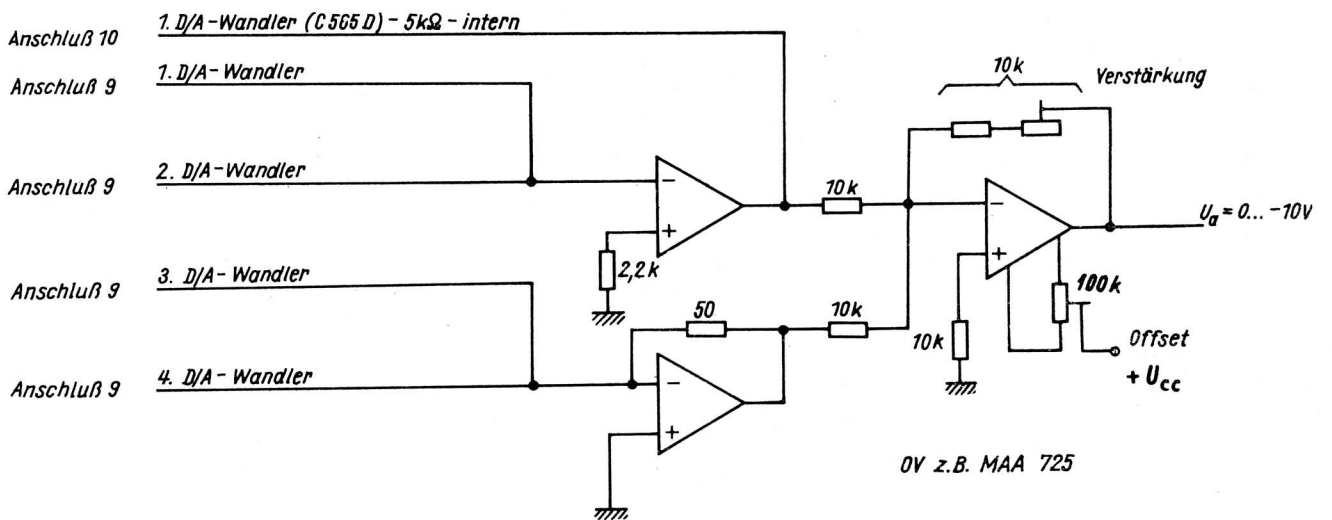 Anschluß 10 1. D/A-Wandler (C565D) - 5kΩ - intern
Anschluß 9 1. D/A-Wandler
10k Verstärkung
Anschluß 9 2. D/A-Wandler
−
10k
−
Ua = 0... -10V
+
2,2k
+
Anschluß 9 3. D/A-Wandler
100k
50
10k
10k
Offset
+ Ucc
Anschluß 9 4. D/A-Wandler
−
+
OV z.B. MAA 725